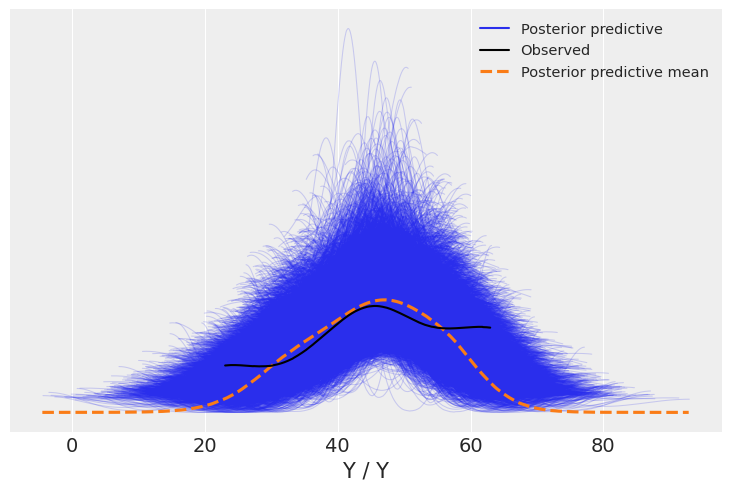 Posterior predictive
Observed
Posterior predictive mean
0 20 40 60 80
Y / Y